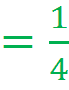 = 1/4